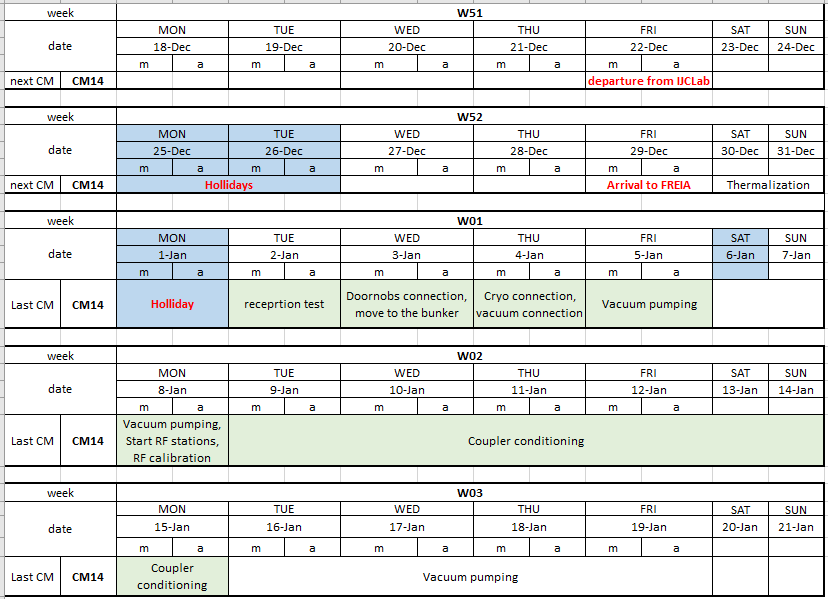 week W51
date MON TUE WED THU FRI SAT SUN
18-Dec 19-Dec 20-Dec 21-Dec 22-Dec 23-Dec 24-Dec
m a m a m a m a m a
next CM CM14 departure from IJCLab
week W52
date MON TUE WED THU FRI SAT SUN
25-Dec 26-Dec 27-Dec 28-Dec 29-Dec 30-Dec 31-Dec
m a m a m a m a m a
next CM CM14 Hollidays Arrival to FREIA Thermalization
week W01
date MON TUE WED THU FRI SAT SUN
1-Jan 2-Jan 3-Jan 4-Jan 5-Jan 6-Jan 7-Jan
m a m a m a m a m a
Last CM CM14 Holliday receprtion test Doornobs connection, move to the bunker Cryo connection, vacuum connection Vacuum pumping
week W02
date MON TUE WED THU FRI SAT SUN
8-Jan 9-Jan 10-Jan 11-Jan 12-Jan 13-Jan 14-Jan
m a m a m a m a m a
Last CM CM14 Vacuum pumping, Start RF stations, RF calibration Coupler conditioning
week W03
date MON TUE WED THU FRI SAT SUN
15-Jan 16-Jan 17-Jan 18-Jan 19-Jan 20-Jan 21-Jan
m a m a m a m a m a
Last CM CM14 Coupler conditioning Vacuum pumping